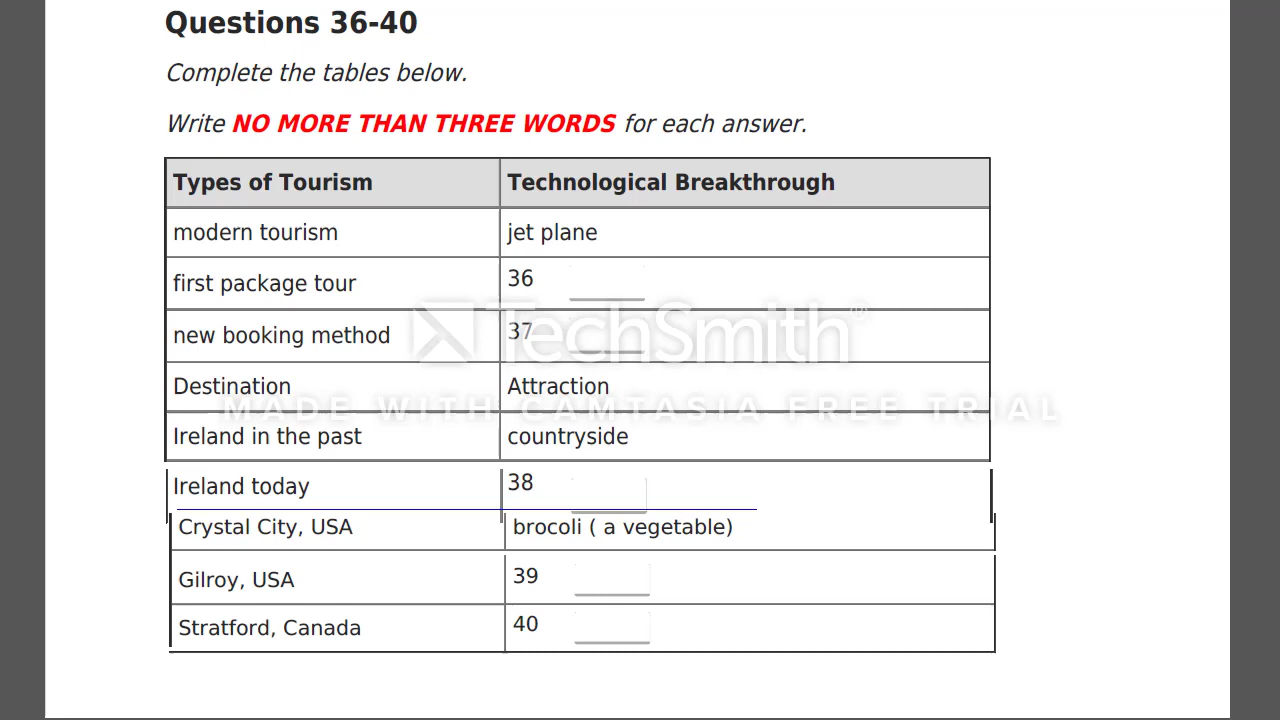 Questions 36-40
Complete the tables below.
Write NO MORE THAN THREE WORDS for each answer.
Types of Tourism Technological Breakthrough
modern tourism jet plane
first package tour 36
new booking method 37
TechSmith®
Destination Attraction
MADE WITH CAMTASIA FREE TRIAL
Ireland in the past countryside
Ireland today 38
Crystal City, USA brocoli ( a vegetable)
Gilroy, USA 39
Stratford, Canada 40